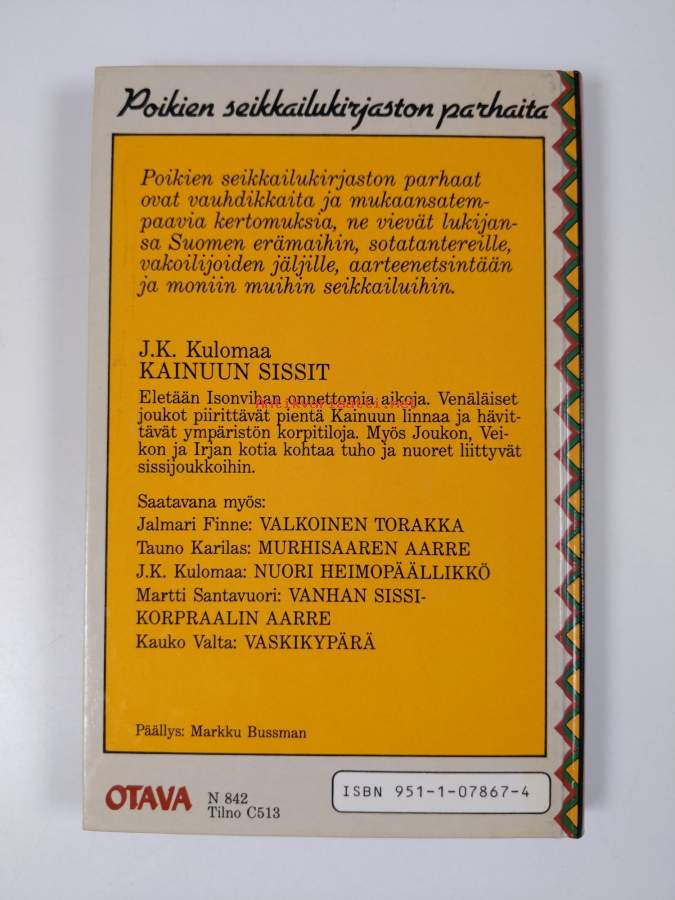 Poikien seikkailukirjaston parhaita
Poikien seikkailukirjaston parhaat
ovat vauhdikkaita ja mukaansatem-
paavia kertomuksia, ne vievät lukijan-
sa Suomen erämaihin, sotatantereille,
vakoilijoiden jäljille, aarteenetsintään
ja moniin muihin seikkailuihin.
J.K. Kulomaa
KAINUUN SISSIT
Eletään Isonvihan onnettomia aikoja. Venäläiset
Antikvariaatti.net
joukot piirittävät pientä Kainuun linnaa ja hävit-
tävät ympäristön korpitiloja. Myös Joukon, Vei-
kon ja Irjan kotia kohtaa tuho ja nuoret liittyvät
sissijoukkoihin.
Saatavana myös:
Jalmari Finne: VALKOINEN TORAKKA
Tauno Karilas: MURHISAAREN AARRE
J.K. Kulomaa: NUORI HEIMOPÄÄLLIKKÖ
Martti Santavuori: VANHAN SISSI-
KORPRAALIN AARRE
Kauko Valta: VASKIKYPÄRÄ
Päällys: Markku Bussman
OTAVA
N 842
Tilno C513
ISBN 951-1-07867-4